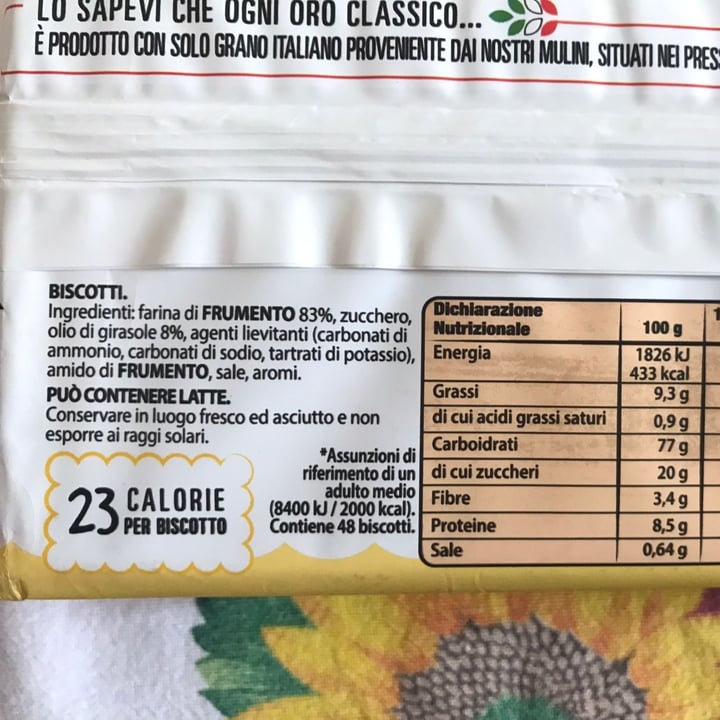 LO SAPEVI CHE OGNI ORO CLASSICO...
È PRODOTTO CON SOLO GRANO ITALIANO PROVENIENTE DAI NOSTRI MULINI, SITUATI NEI
BISCOTTI.
Ingredienti: farina di FRUMENTO 83%, zucchero,
olio di girasole 8%, agenti lievitanti (carbonati di
ammonio, carbonati di sodio, tartrati di potassio),
amido di FRUMENTO, sale, aromi.
PUÒ CONTENERE LATTE.
Conservare in luogo fresco ed asciutto e non
esporre ai raggi solari.
23 CALORIE
PER BISCOTTO
*Assunzioni di
riferimento di un
adulto medio
(8400 kJ / 2000 kcal).
Contiene 48 biscotti.
Dichiarazione
Nutrizionale 100 g
Energia 1826 kJ
433 kcal
Grassi 9,3 g
di cui acidi grassi saturi 0,9 g
Carboidrati 77 g
di cui zuccheri 20 g
Fibre 3,4 g
Proteine 8,5 g
Sale 0,64 g